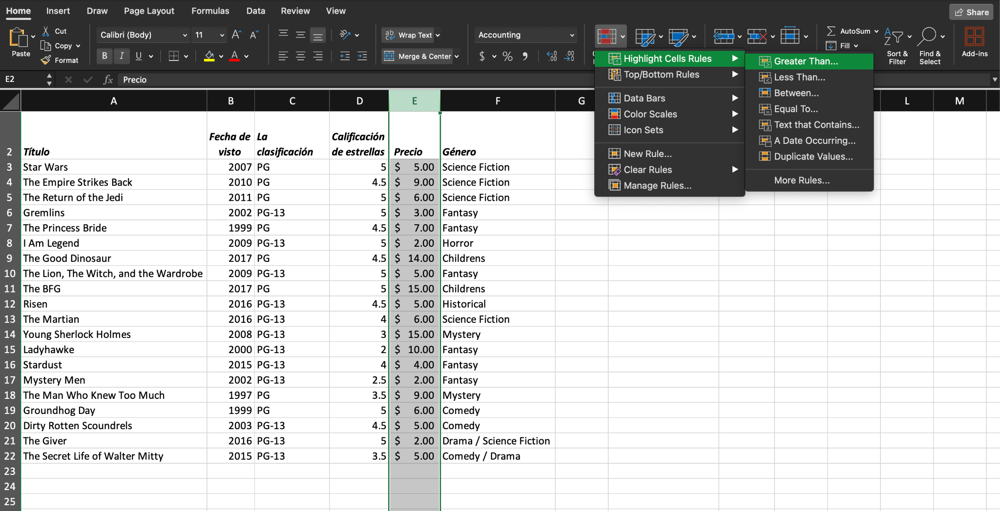 Home Insert Draw Page Layout Formulas Data Review View Share
Paste Cut Copy Format
Calibri (Body) 11
B I U
Wrap Text
Merge & Center
Accounting
$ %
AutoSum
Fill
Sort & Filter
Find & Select
Add-ins
Highlight Cells Rules
Top/Bottom Rules
Data Bars
Color Scales
Icon Sets
New Rule...
Clear Rules
Manage Rules...
Greater Than...
Less Than...
Between...
Equal To...
Text that Contains...
A Date Occurring...
Duplicate Values...
More Rules...
E2 fx Precio
A B C D E F G L M
2 Título Fecha de visto La clasificación Calificación de estrellas Precio Género
3 Star Wars 2007 PG 5 $ 5.00 Science Fiction
4 The Empire Strikes Back 2010 PG 4.5 $ 9.00 Science Fiction
5 The Return of the Jedi 2011 PG 5 $ 6.00 Science Fiction
6 Gremlins 2002 PG-13 5 $ 3.00 Fantasy
7 The Princess Bride 1999 PG 4.5 $ 7.00 Fantasy
8 I Am Legend 2009 PG-13 5 $ 2.00 Horror
9 The Good Dinosaur 2017 PG 4.5 $ 14.00 Childrens
10 The Lion, The Witch, and the Wardrobe 2009 PG-13 5 $ 5.00 Fantasy
11 The BFG 2017 PG 5 $ 15.00 Childrens
12 Risen 2016 PG-13 4.5 $ 5.00 Historical
13 The Martian 2016 PG-13 4 $ 6.00 Science Fiction
14 Young Sherlock Holmes 2008 PG-13 3 $ 15.00 Mystery
15 Ladyhawke 2000 PG-13 2 $ 10.00 Fantasy
16 Stardust 2015 PG-13 4 $ 4.00 Fantasy
17 Mystery Men 2002 PG-13 2.5 $ 2.00 Fantasy
18 The Man Who Knew Too Much 1997 PG 3.5 $ 9.00 Mystery
19 Groundhog Day 1999 PG 5 $ 6.00 Comedy
20 Dirty Rotten Scoundrels 2003 PG-13 4.5 $ 5.00 Comedy
21 The Giver 2016 PG-13 5 $ 2.00 Drama / Science Fiction
22 The Secret Life of Walter Mitty 2015 PG-13 3.5 $ 5.00 Comedy / Drama
23
24
25